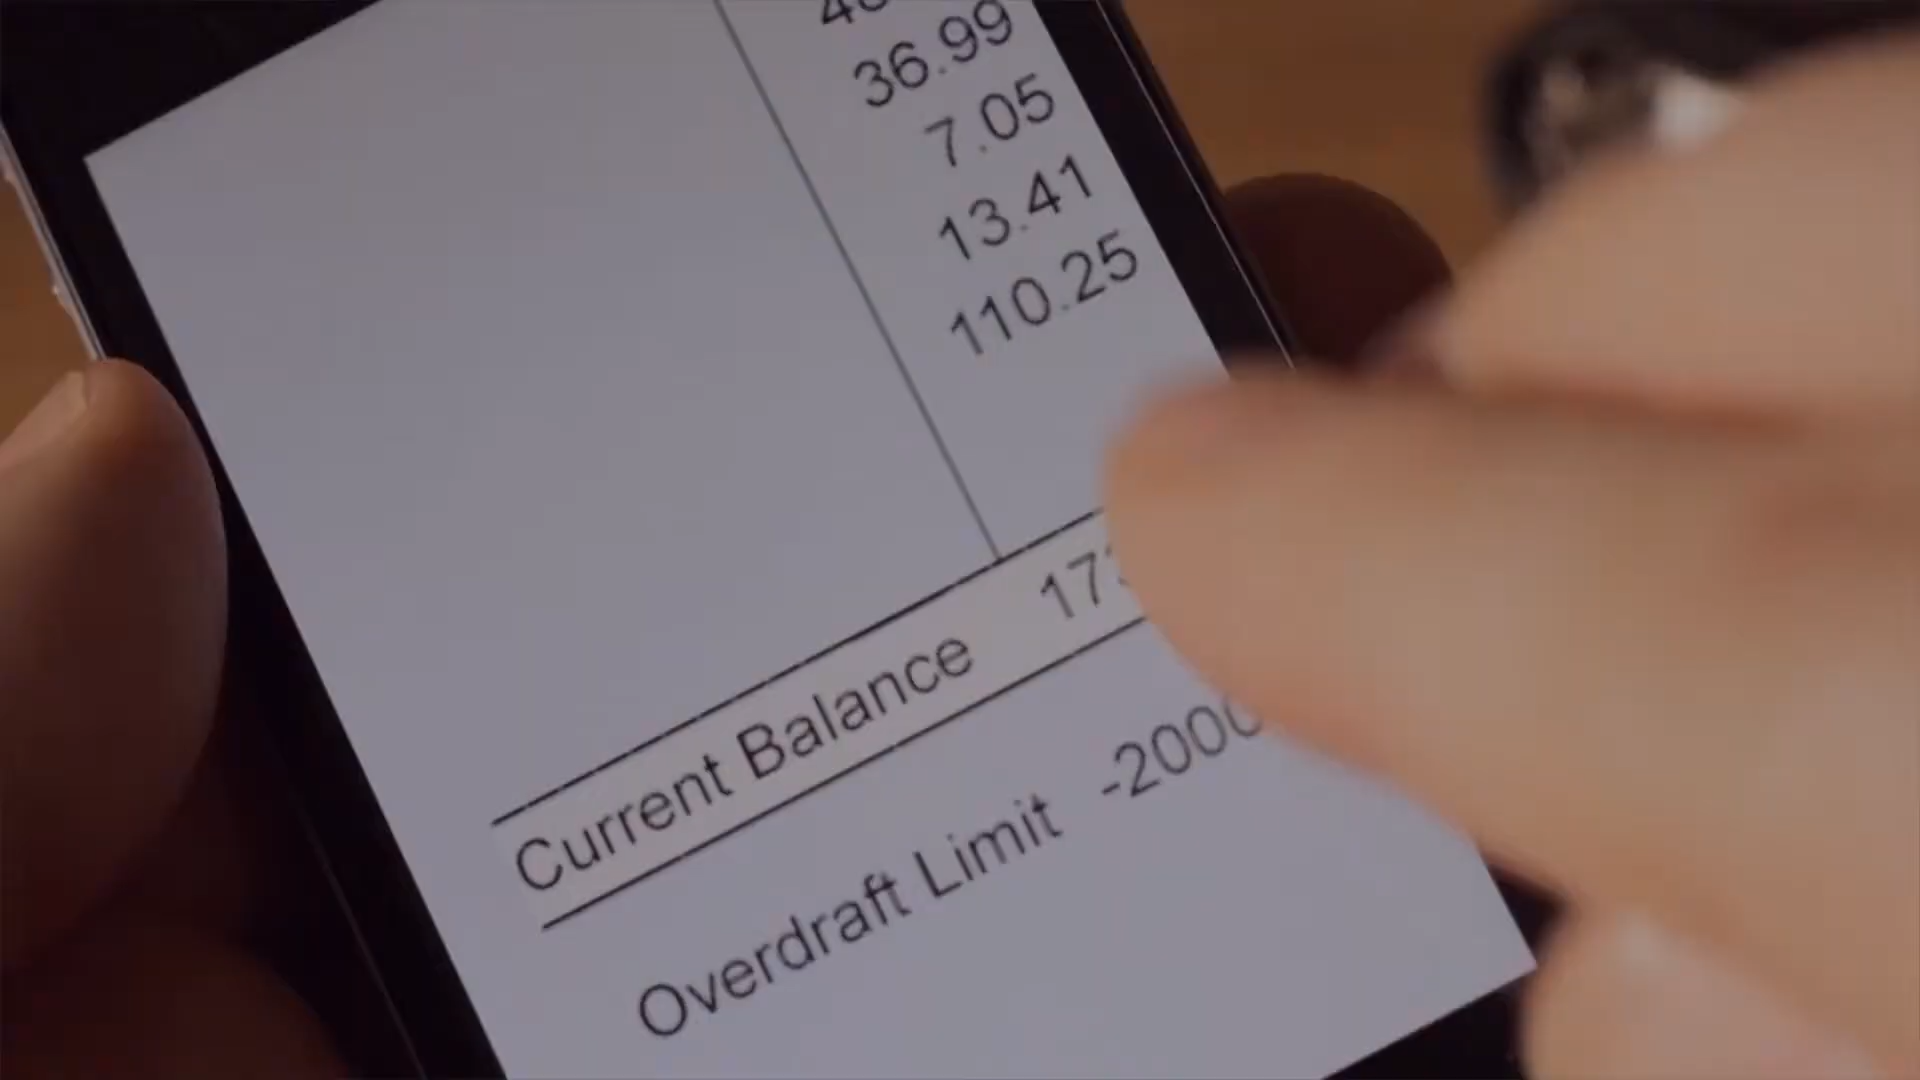 36.99
7.05
13.41
110.25
Current Balance
Overdraft Limit